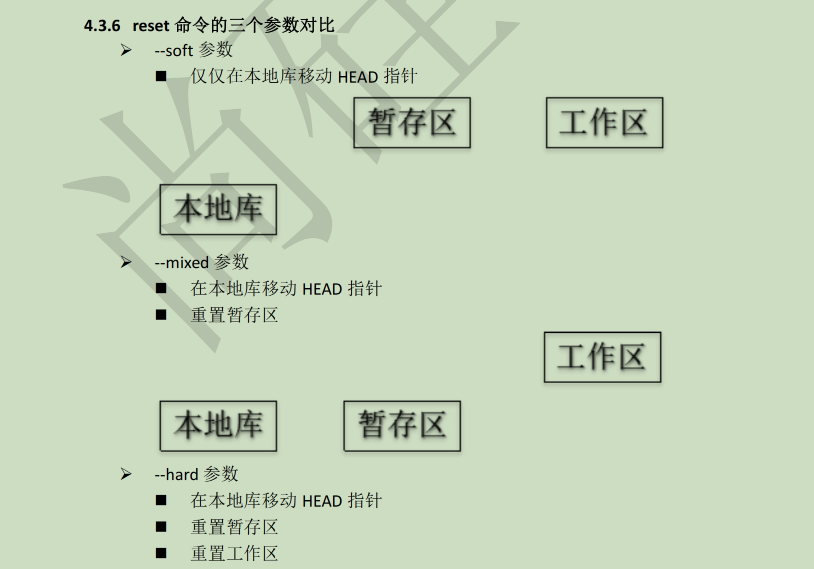 4.3.6 reset 命令的三个参数对比
➢ --soft 参数
■ 仅仅在本地库移动 HEAD 指针
暂存区 工作区
本地库
➢ --mixed 参数
■ 在本地库移动 HEAD 指针
■ 重置暂存区
工作区
本地库 暂存区
➢ --hard 参数
■ 在本地库移动 HEAD 指针
■ 重置暂存区
■ 重置工作区
尚硅